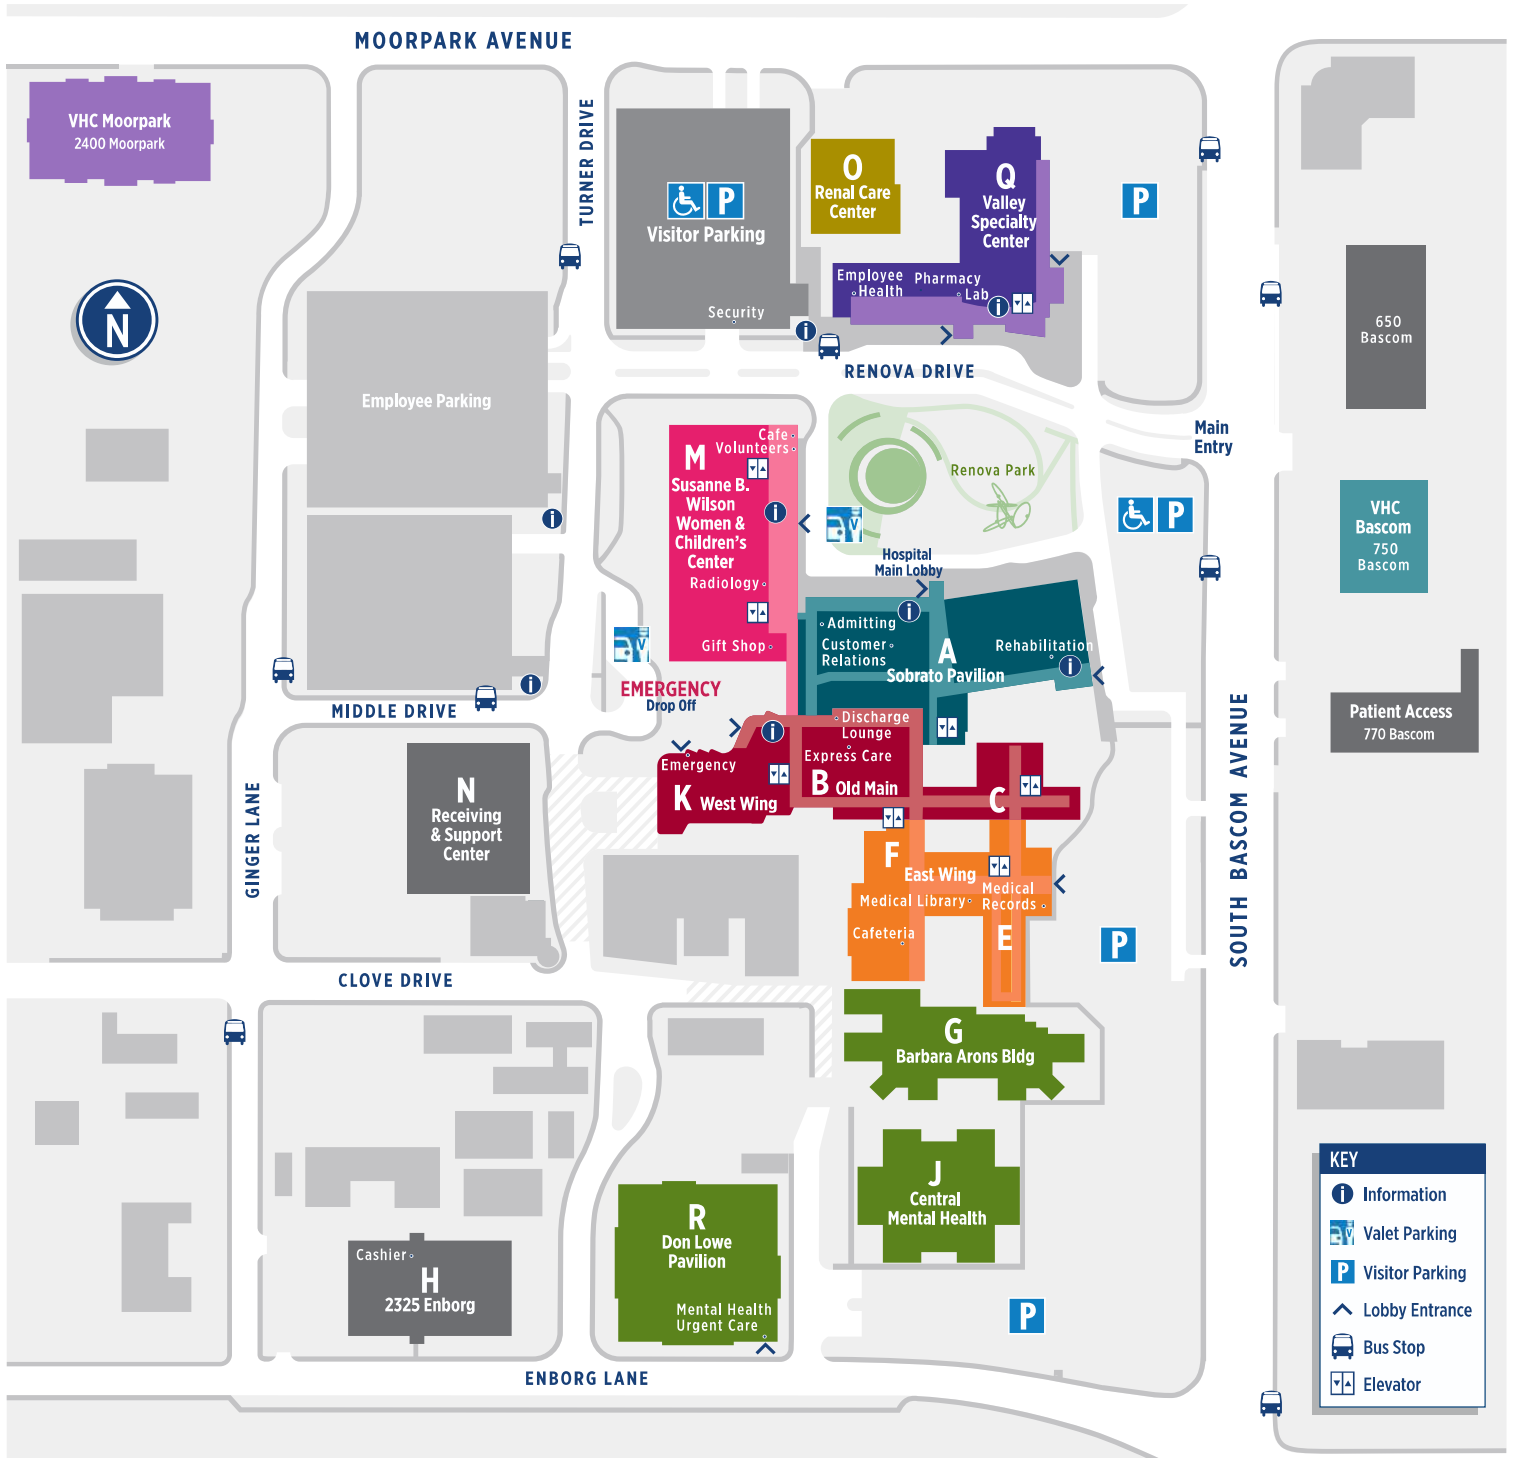 MOORPARK AVENUE
VHC Moorpark
2400 Moorpark
TURNER DRIVE
P
Visitor Parking
Security
O
Renal Care
Center
Q
Valley
Specialty
Center
Employee
Health
Pharmacy
Lab
i
i
P
N
650
Bascom
RENOVA DRIVE
Employee Parking
i
Main
Entry
Cafe
Volunteers
M
Susanne B.
Wilson
Women &
Children's
Center
i
Radiology
Gift Shop
V
Renova Park
P
VHC
Bascom
750
Bascom
Hospital
Main Lobby
i
Admitting
Customer
Relations
A
Sobrato Pavilion
Rehabilitation
i
V
EMERGENCY
Drop Off
i
MIDDLE DRIVE
Patient Access
770 Bascom
SOUTH BASCOM AVENUE
i
Discharge
Lounge
Express Care
Emergency
K West Wing
B Old Main
C
N
Receiving
& Support
Center
GINGER LANE
F
East Wing
Medical Library
Medical
Records
Cafeteria
E
P
CLOVE DRIVE
G
Barbara Arons Bldg
J
Central
Mental Health
R
Don Lowe
Pavilion
Mental Health
Urgent Care
Cashier
H
2325 Enborg
P
ENBORG LANE
KEY
i Information
V Valet Parking
P Visitor Parking
Lobby Entrance
Bus Stop
Elevator